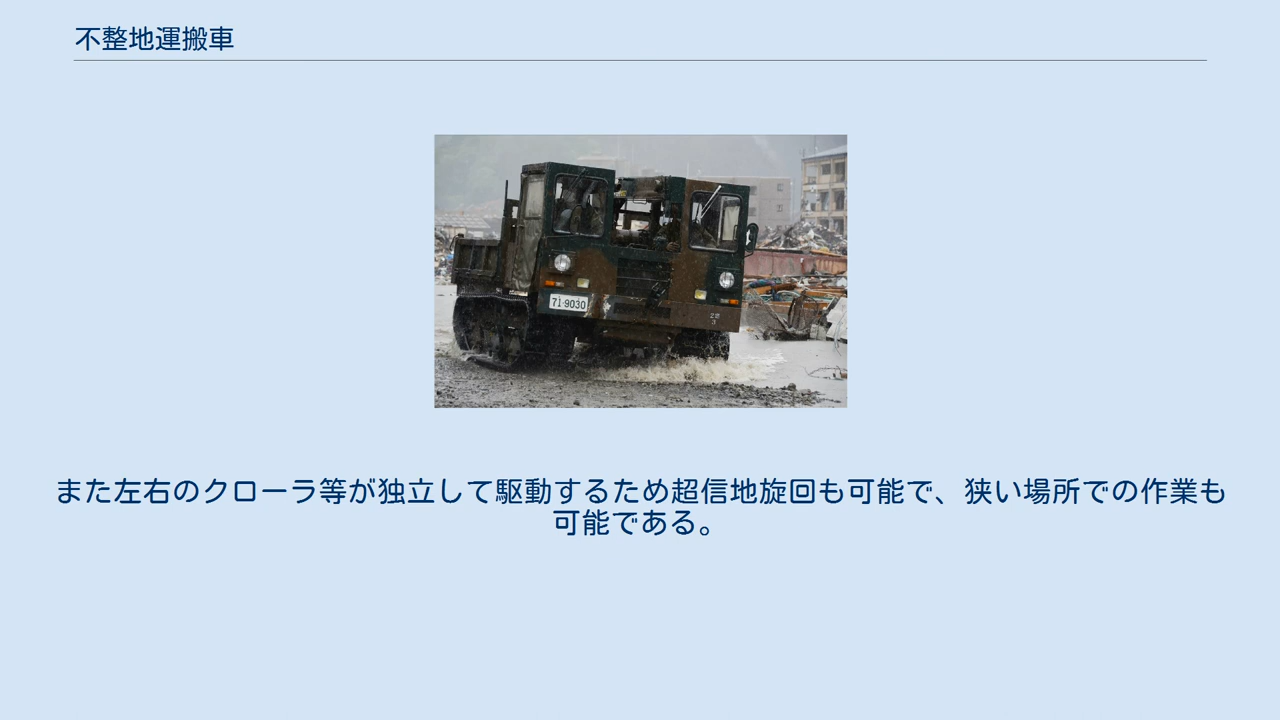 不整地運搬車
71-9030
また左右のクローラ等が独立して駆動するため超信地旋回も可能で、狭い場所での作業も
可能である。